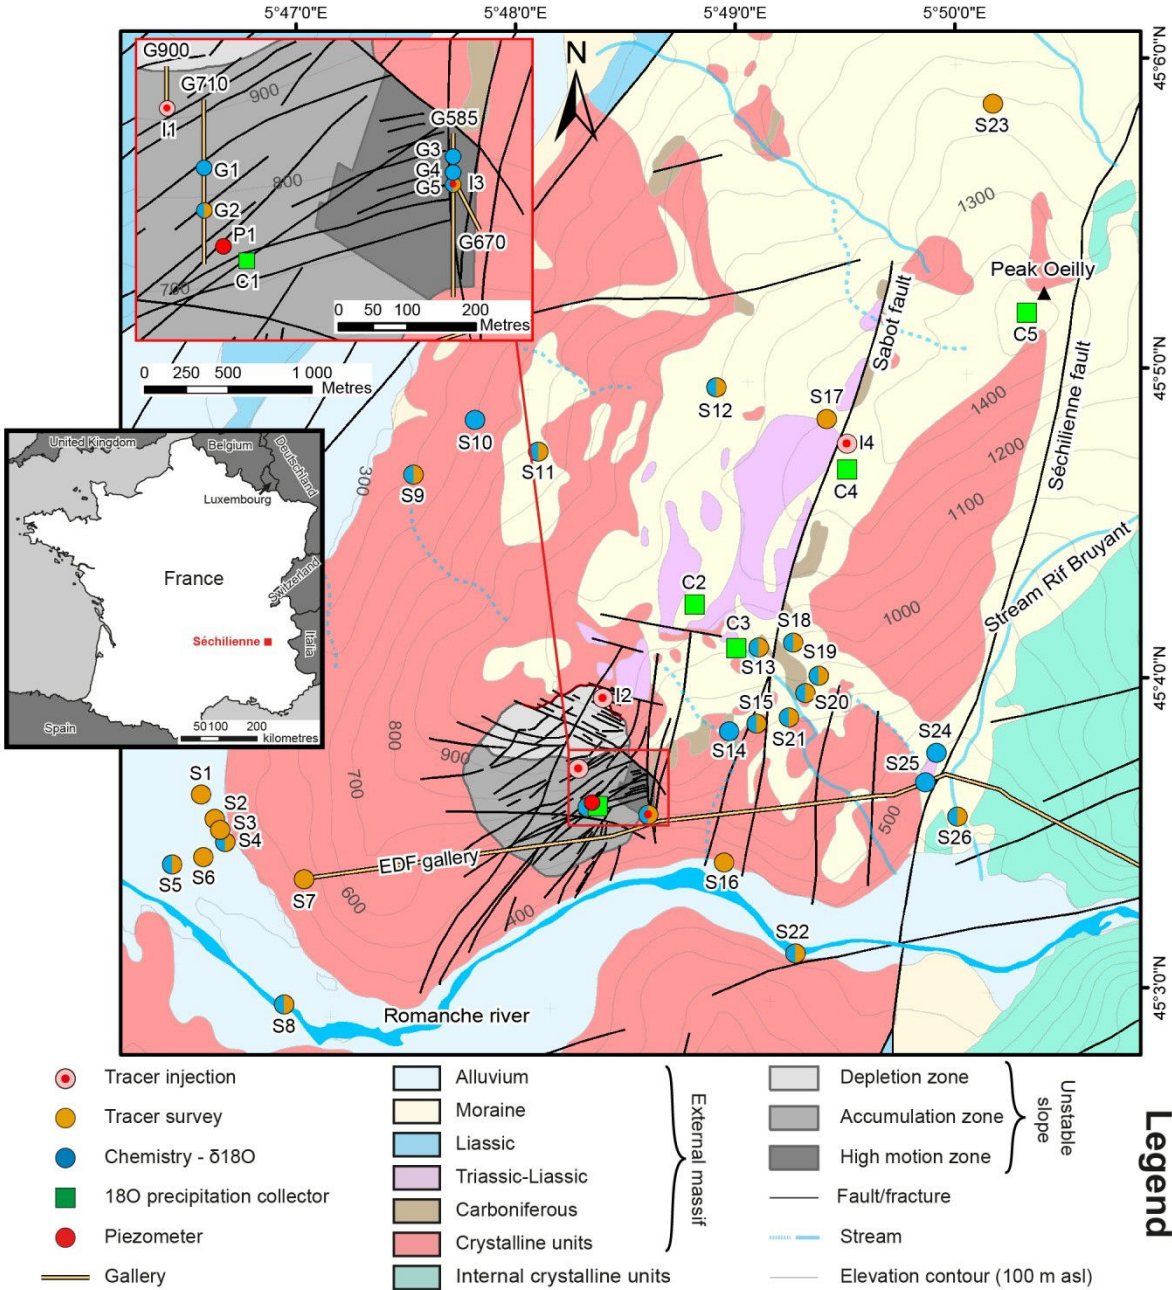 5°47'0"E
5°48'0"E
5°49'0"E
5°50'0"E
45°6'0"N
45°5'0"N
45°4'0"N
45°3'0"N
G900
G710
900
I1
G585
G3
G1
G4
800
G5
I3
G2
P1
G670
C1
700
0 50 100 200
Metres
0 250 500 1 000
Metres
N
S23
1300
Peak Oeilly
C5
Sabot fault
Séchilienne fault
S12
S17
1400
S10
I4
1200
S11
C4
S9
300
1100
Stream Rif Bruyant
C2
1000
C3
S18
S13
S19
I2
S15
S20
S14
S21
S24
S25
800
900
700
500
S26
S1
S2
S3
S4
S5
S6
S7
EDF-gallery
S16
600
400
S22
S8
Romanche river
United Kingdom
Belgium
Deutschland
Luxembourg
France
Switzerland
Séchilienne
Italia
Spain
50 100 200
0
kilometres
Legend
Tracer injection
Tracer survey
Chemistry - δ18O
18O precipitation collector
Piezometer
Gallery
Alluvium
Moraine
Liassic
Triassic-Liassic
Carboniferous
Crystalline units
Internal crystalline units
External massif
Depletion zone
Accumulation zone
High motion zone
Unstable
slope
Fault/fracture
Stream
Elevation contour (100 m asl)